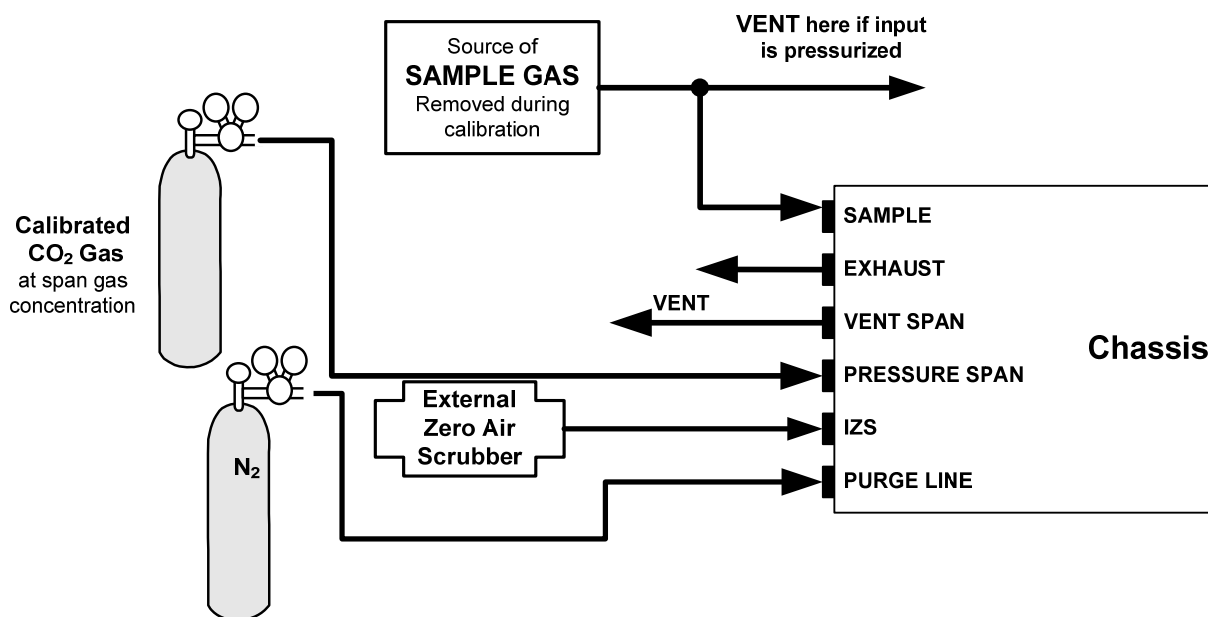 Source of
SAMPLE GAS
Removed during
calibration
VENT here if input
is pressurized
Calibrated
CO₂ Gas
at span gas
concentration
N₂
External
Zero Air
Scrubber
VENT
SAMPLE
EXHAUST
VENT SPAN
PRESSURE SPAN
IZS
PURGE LINE
Chassis